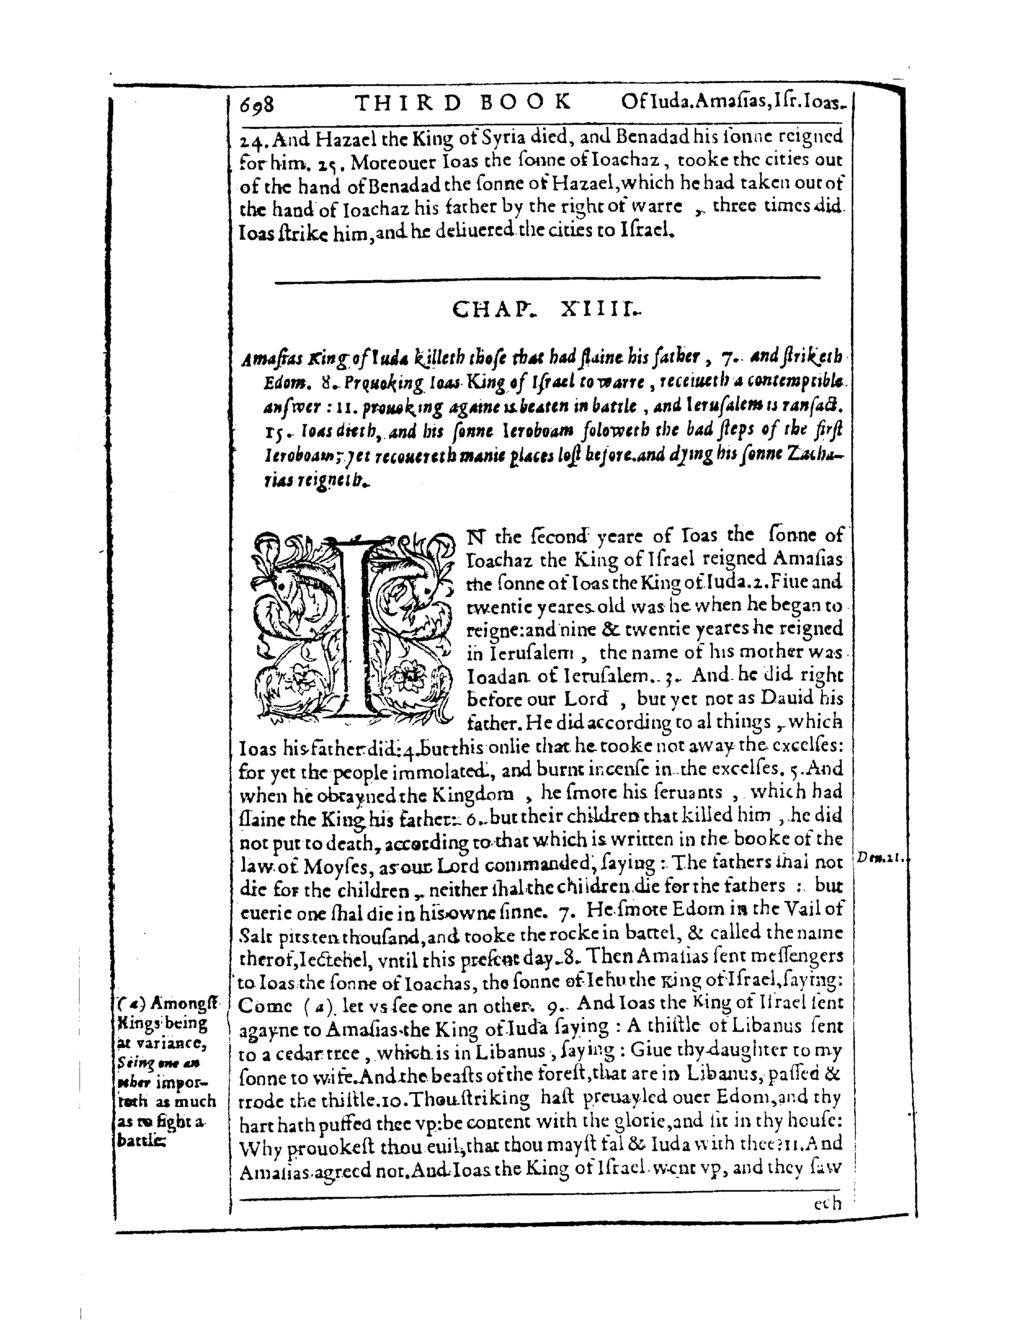 698 THIRD BOOK Of Iuda. Amaſias, Iſr. Ioas.
24. And Hazael the King of Syria died, and Benadad his ſonne reigned
for him. 25. Moreouer Ioas the ſonne of Ioachaz, tooke the cities out
of the hand of Benadad the ſonne of Hazael, which he had taken out of
the hand of Ioachaz his father by the right of warre, three times did
Ioas ſtrike him, and he deliuered the cities to Iſrael.
CHAP. XIIII.
Amaſias King of Iuda killeth thoſe that had ſlaine his father, 7. and ſtriketh
Edom. 8. Prouoking Ioas King of Iſrael to warre, receiueth a contemptible
anſwer: 11. prouoking againe is beaten in battle, and Ieruſalem is ranſackt.
15. Ioas dieth, and his ſonne Ieroboam foloweth the bad ſteps of the firſt
Ieroboam; yet recouereth manie places loſt before. and dying his ſonne Zacha-
rias reigneth.
IN the ſecond yeare of Ioas the ſonne of
Ioachaz the King of Iſrael reigned Amaſias
the ſonne of Ioas the King of Iuda. 2. Fiue and
twentie yeares old was he when he began to
reigne: and nine & twentie yeares he reigned
in Ieruſalem, the name of his mother was
Ioadan of Ieruſalem. 3. And he did right
before our Lord, but yet not as Dauid his
father. He did according to al things, which
Ioas his father did: 4. but this onlie that he tooke not away the excelſes:
for yet the people immolated, and burnt incenſe in the excelſes. 5. And
when he obtayned the Kingdom, he ſmote his ſeruants, which had
ſlaine the King his father: 6. but their children that killed him, he did
not put to death, according to that which is written in the booke of the
law of Moyſes, as our Lord commanded, ſaying: The fathers ſhal not
die for the children, neither ſhal the children die for the fathers: but
euerie one ſhal die in his owne ſinne. 7. He ſmote Edom in the Vail of
Salt pits ten thouſand, and tooke the rocke in battel, & called the name
therof, Iectehel, vntil this preſent day. 8. Then Amaſias ſent meſſengers
to Ioas the ſonne of Ioachas, the ſonne of Iehu the King of Iſrael, ſaying:
Come (a) let vs ſee one an other. 9. And Ioas the King of Iſrael ſent
agayne to Amaſias the King of Iuda ſaying: A thiſtle of Libanus ſent
to a cedar tree, which is in Libanus, ſaying: Giue thy daughter to my
ſonne to wife. And the beaſts of the foreſt, that are in Libanus, paſſed &
trode the thiſtle. 10. Thou ſtriking haſt preuayled ouer Edom, and thy
hart hath puffed thee vp: be content with the glorie, and ſit in thy houſe:
Why prouokeſt thou euil, that thou mayſt fal & Iuda with thee? 11. And
Amaſias agreed not. And Ioas the King of Iſrael went vp, and they ſaw
ech
Deu. 21.
(a) Amongſt
Kings being
at variance,
Seing one an
other impor-
teth as much
as to fight a
battle: